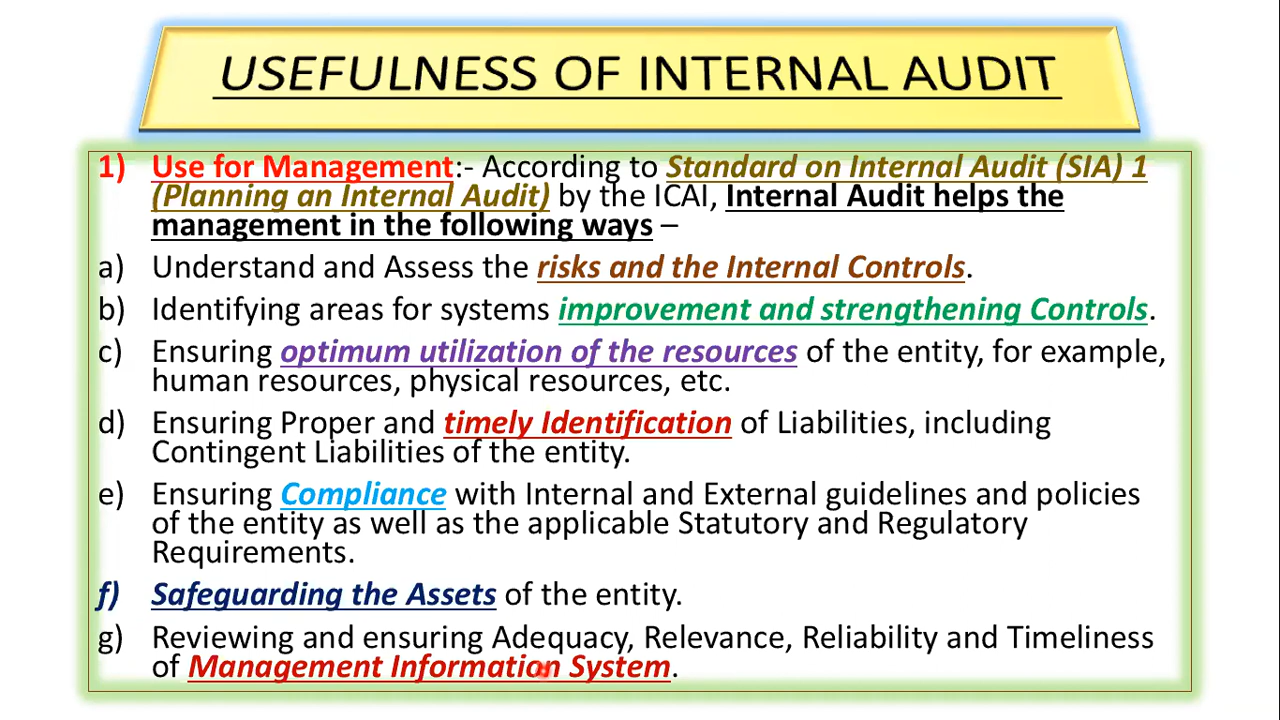 USEFULNESS OF INTERNAL AUDIT
1) Use for Management:- According to Standard on Internal Audit (SIA) 1
(Planning an Internal Audit) by the ICAI, Internal Audit helps the
management in the following ways –
a) Understand and Assess the risks and the Internal Controls.
b) Identifying areas for systems improvement and strengthening Controls.
c) Ensuring optimum utilization of the resources of the entity, for example,
human resources, physical resources, etc.
d) Ensuring Proper and timely Identification of Liabilities, including
Contingent Liabilities of the entity.
e) Ensuring Compliance with Internal and External guidelines and policies
of the entity as well as the applicable Statutory and Regulatory
Requirements.
f) Safeguarding the Assets of the entity.
g) Reviewing and ensuring Adequacy, Relevance, Reliability and Timeliness
of Management Information System.